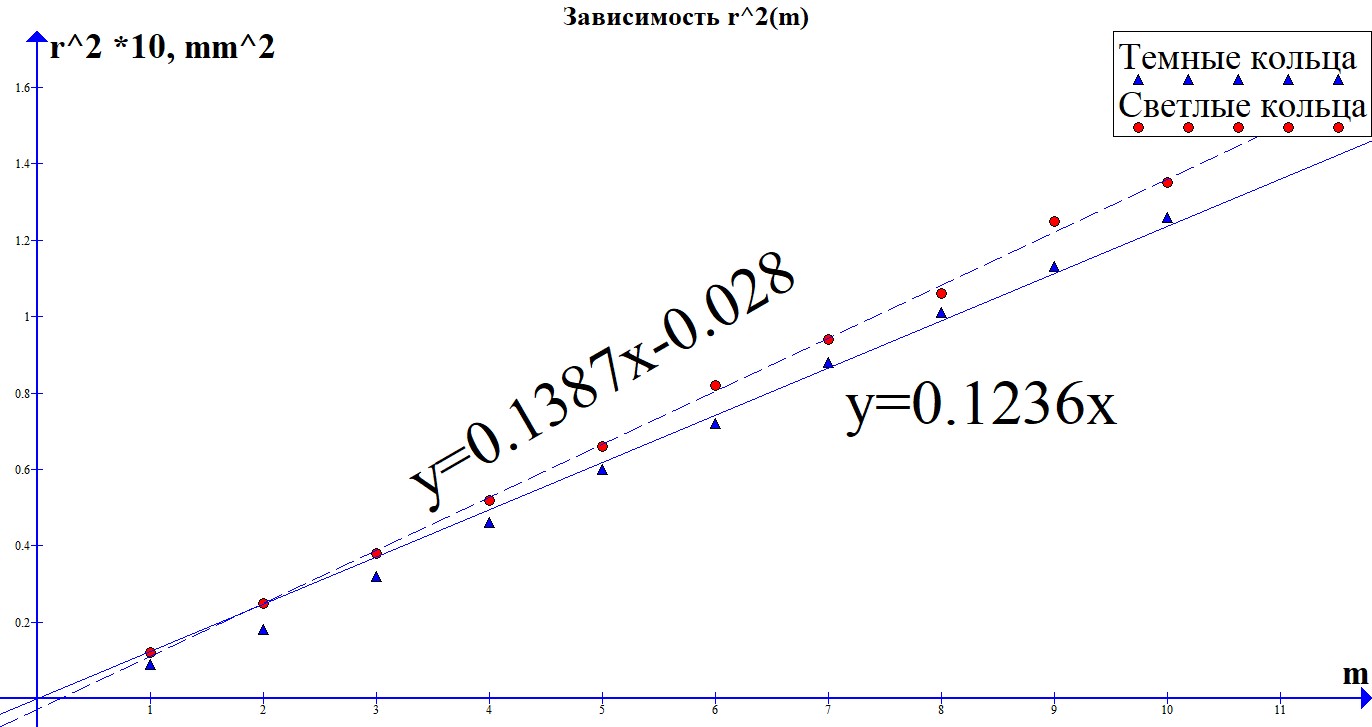 Зависимость r^2(m)
r^2 *10, mm^2
Темные кольца
Светлые кольца
1.6
1.4
1.2
1
0.8
0.6
0.4
0.2
y=0.1387x-0.028
y=0.1236x
m
1 2 3 4 5 6 7 8 9 10 11